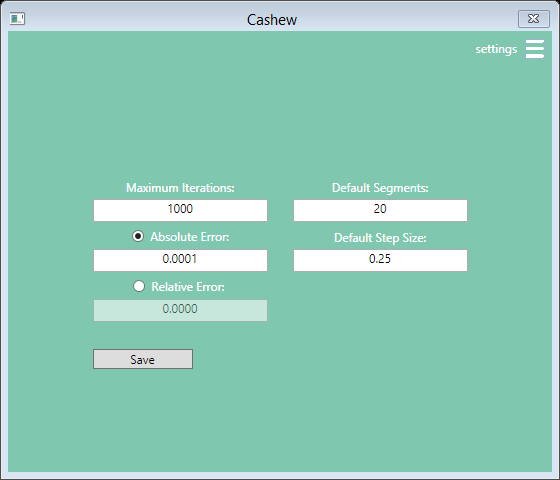 Cashew
settings
Maximum Iterations:
1000
Absolute Error:
0.0001
Relative Error:
0.0000
Default Segments:
20
Default Step Size:
0.25
Save